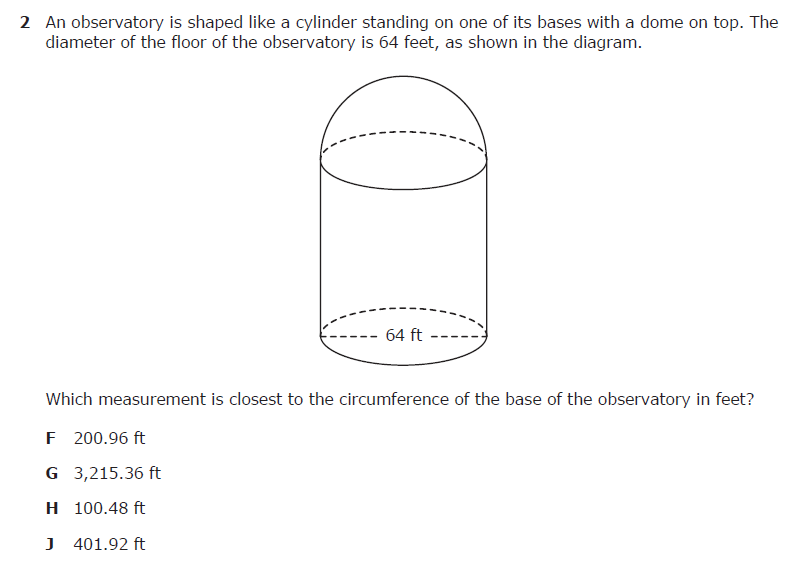 2 An observatory is shaped like a cylinder standing on one of its bases with a dome on top. The
diameter of the floor of the observatory is 64 feet, as shown in the diagram.
64 ft
Which measurement is closest to the circumference of the base of the observatory in feet?
F 200.96 ft
G 3,215.36 ft
H 100.48 ft
J 401.92 ft